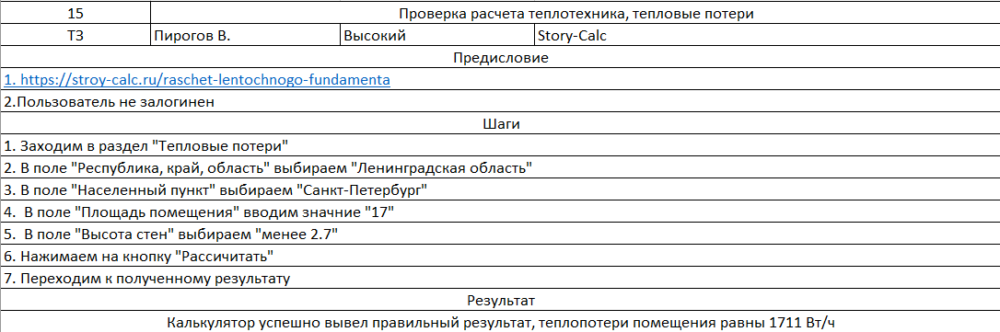 15 Проверка расчета теплотехника, тепловые потери
ТЗ Пирогов В. Высокий Story-Calc
Предисловие
1. https://stroy-calc.ru/raschet-lentochnogo-fundamenta
2.Пользователь не залогинен
Шаги
1. Заходим в раздел "Тепловые потери"
2. В поле "Республика, край, область" выбираем "Ленинградская область"
3. В поле "Населенный пункт" выбираем "Санкт-Петербург"
4.  В поле "Площадь помещения" вводим значние "17"
5.  В поле "Высота стен" выбираем "менее 2.7"
6. Нажимаем на кнопку "Рассичитать"
7. Переходим к полученному результату
Результат
Калькулятор успешно вывел правильный результат, теплопотери помещения равны 1711 Вт/ч